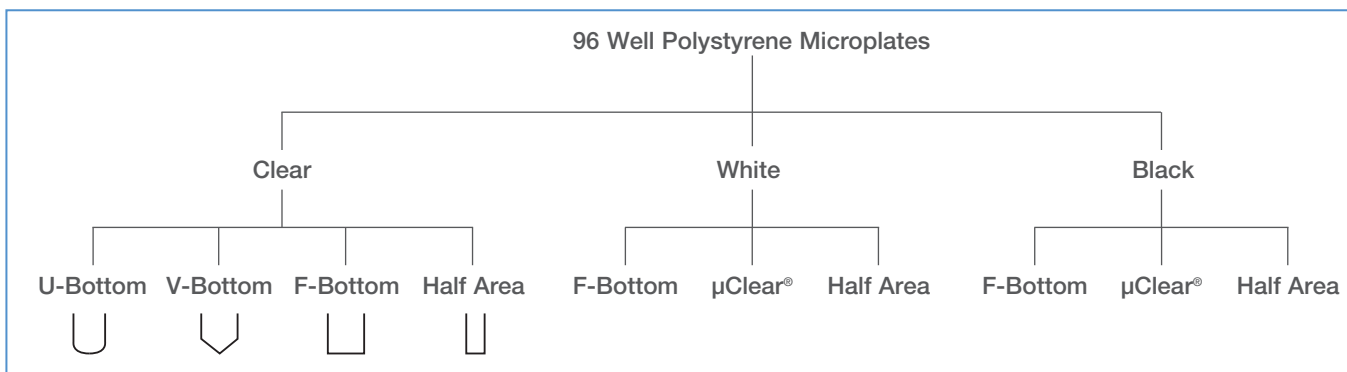 96 Well Polystyrene Microplates
Clear White Black
U-Bottom V-Bottom F-Bottom Half Area F-Bottom µClear® Half Area F-Bottom µClear® Half Area